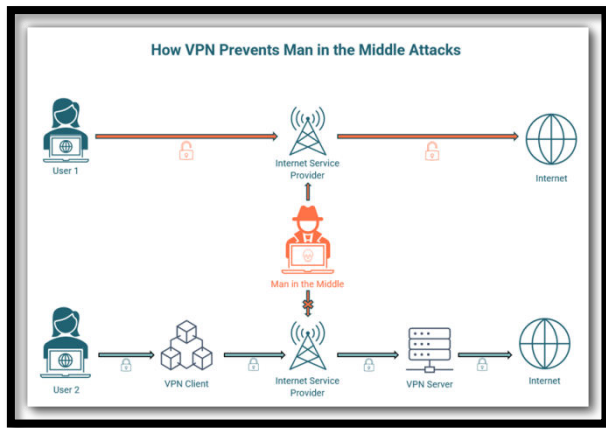 How VPN Prevents Man in the Middle Attacks
User 1
Internet Service
Provider
Internet
Man in the Middle
User 2
VPN Client
Internet Service
Provider
VPN Server
Internet